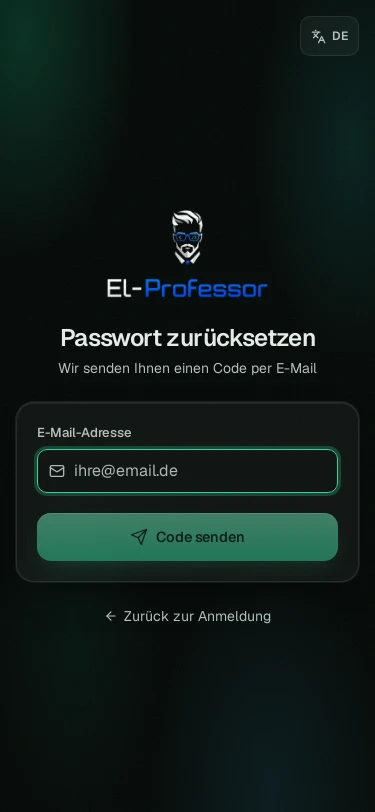 DE
El-Professor
Passwort zurücksetzen
Wir senden Ihnen einen Code per E-Mail
E-Mail-Adresse
ihre@email.de
Code senden
← Zurück zur Anmeldung